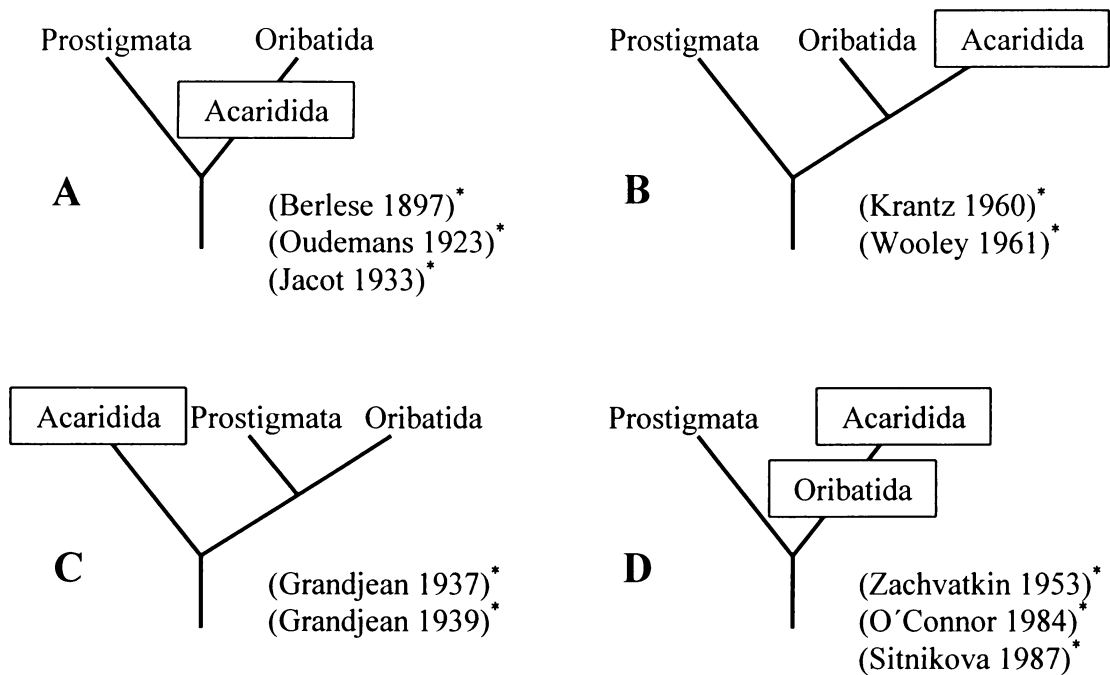 Prostigmata Oribatida
Acaridida
A
(Berlese 1897)*
(Oudemans 1923)*
(Jacot 1933)*
Prostigmata Oribatida Acaridida
B
(Krantz 1960)*
(Wooley 1961)*
Acaridida Prostigmata Oribatida
C
(Grandjean 1937)*
(Grandjean 1939)*
Prostigmata Acaridida
Oribatida
D
(Zachvatkin 1953)*
(O´Connor 1984)*
(Sitnikova 1987)*